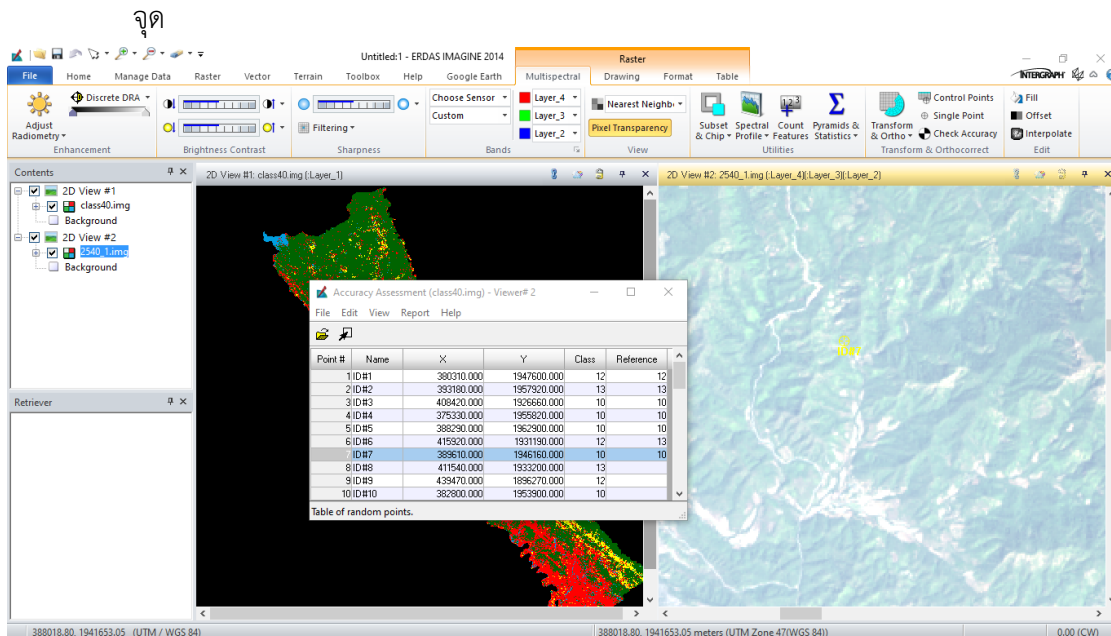 จุด
Untitled:1 - ERDAS IMAGINE 2014
Raster
File Home Manage Data Raster Vector Terrain Toolbox Help Google Earth Multispectral Drawing Format Table
INTERGRAPH
Adjust Radiometry
Discrete DRA
Enhancement
Brightness Contrast
Filtering
Sharpness
Choose Sensor
Custom
Layer_4
Layer_3
Layer_2
Bands
Nearest Neighb
Pixel Transparency
View
Subset & Chip
Spectral Profile
Count Features
Pyramids & Statistics
Utilities
Transform & Ortho
Control Points
Single Point
Check Accuracy
Transform & Orthocorrect
Fill
Offset
Interpolate
Edit
Contents
2D View #1
class40.img
Background
2D View #2
2540_1.img
Background
Retriever
2D View #1: class40.img (:Layer_1)
2D View #2: 2540_1.img (:Layer_4)(:Layer_3)(:Layer_2)
Accuracy Assessment (class40.img) - Viewer# 2
File Edit View Report Help
Point # Name X Y Class Reference
1 ID#1 380310.000 1947600.000 12 12
2 ID#2 393180.000 1957920.000 13 13
3 ID#3 408420.000 1926660.000 10 10
4 ID#4 375330.000 1955820.000 10 10
5 ID#5 388290.000 1962900.000 10 10
6 ID#6 415920.000 1931190.000 12 13
7 ID#7 389610.000 1946160.000 10 10
8 ID#8 411540.000 1933200.000 13
9 ID#9 439470.000 1896270.000 12
10 ID#10 382800.000 1953900.000 10
Table of random points.
388018.80, 1941653.05 (UTM / WGS 84)
388018.80, 1941653.05 meters (UTM Zone 47(WGS 84))
0.00 (CW)